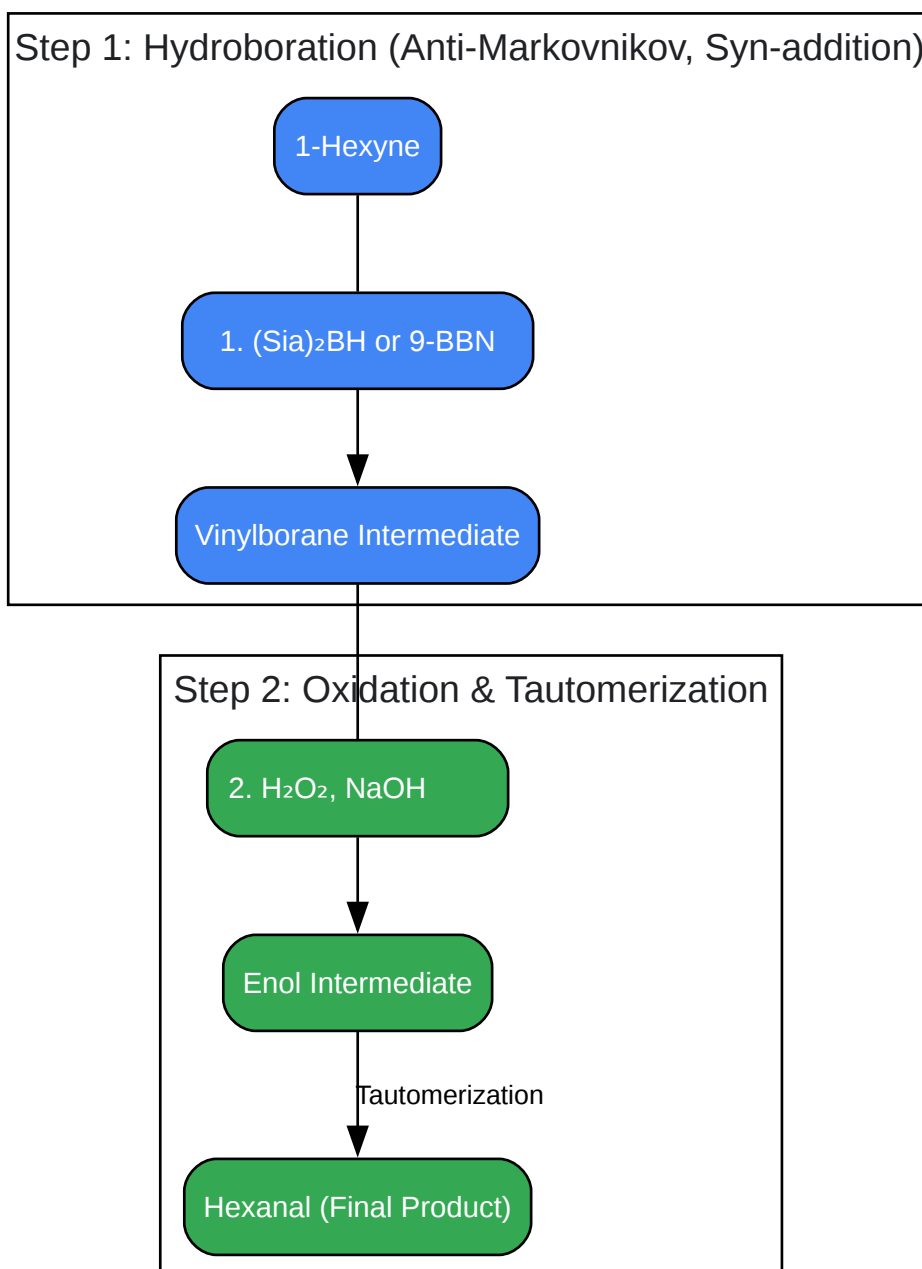 Step 1: Hydroboration (Anti-Markovnikov, Syn-addition)
1-Hexyne
1. (Sia)₂BH or 9-BBN
Vinylborane Intermediate
Step 2: Oxidation & Tautomerization
2. H₂O₂, NaOH
Enol Intermediate
Tautomerization
Hexanal (Final Product)